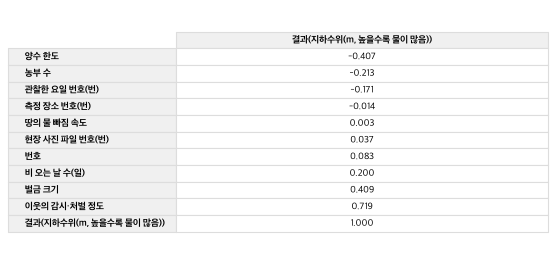 결과(지하수위(m, 높을수록 물이 많음))
양수 한도 -0.407
농부 수 -0.213
관찰한 요일 번호(번) -0.171
측정 장소 번호(번) -0.014
땅의 물 빠짐 속도 0.003
현장 사진 파일 번호(번) 0.037
번호 0.083
비 오는 날 수(일) 0.200
벌금 크기 0.409
이웃의 감시·처벌 정도 0.719
결과(지하수위(m, 높을수록 물이 많음)) 1.000